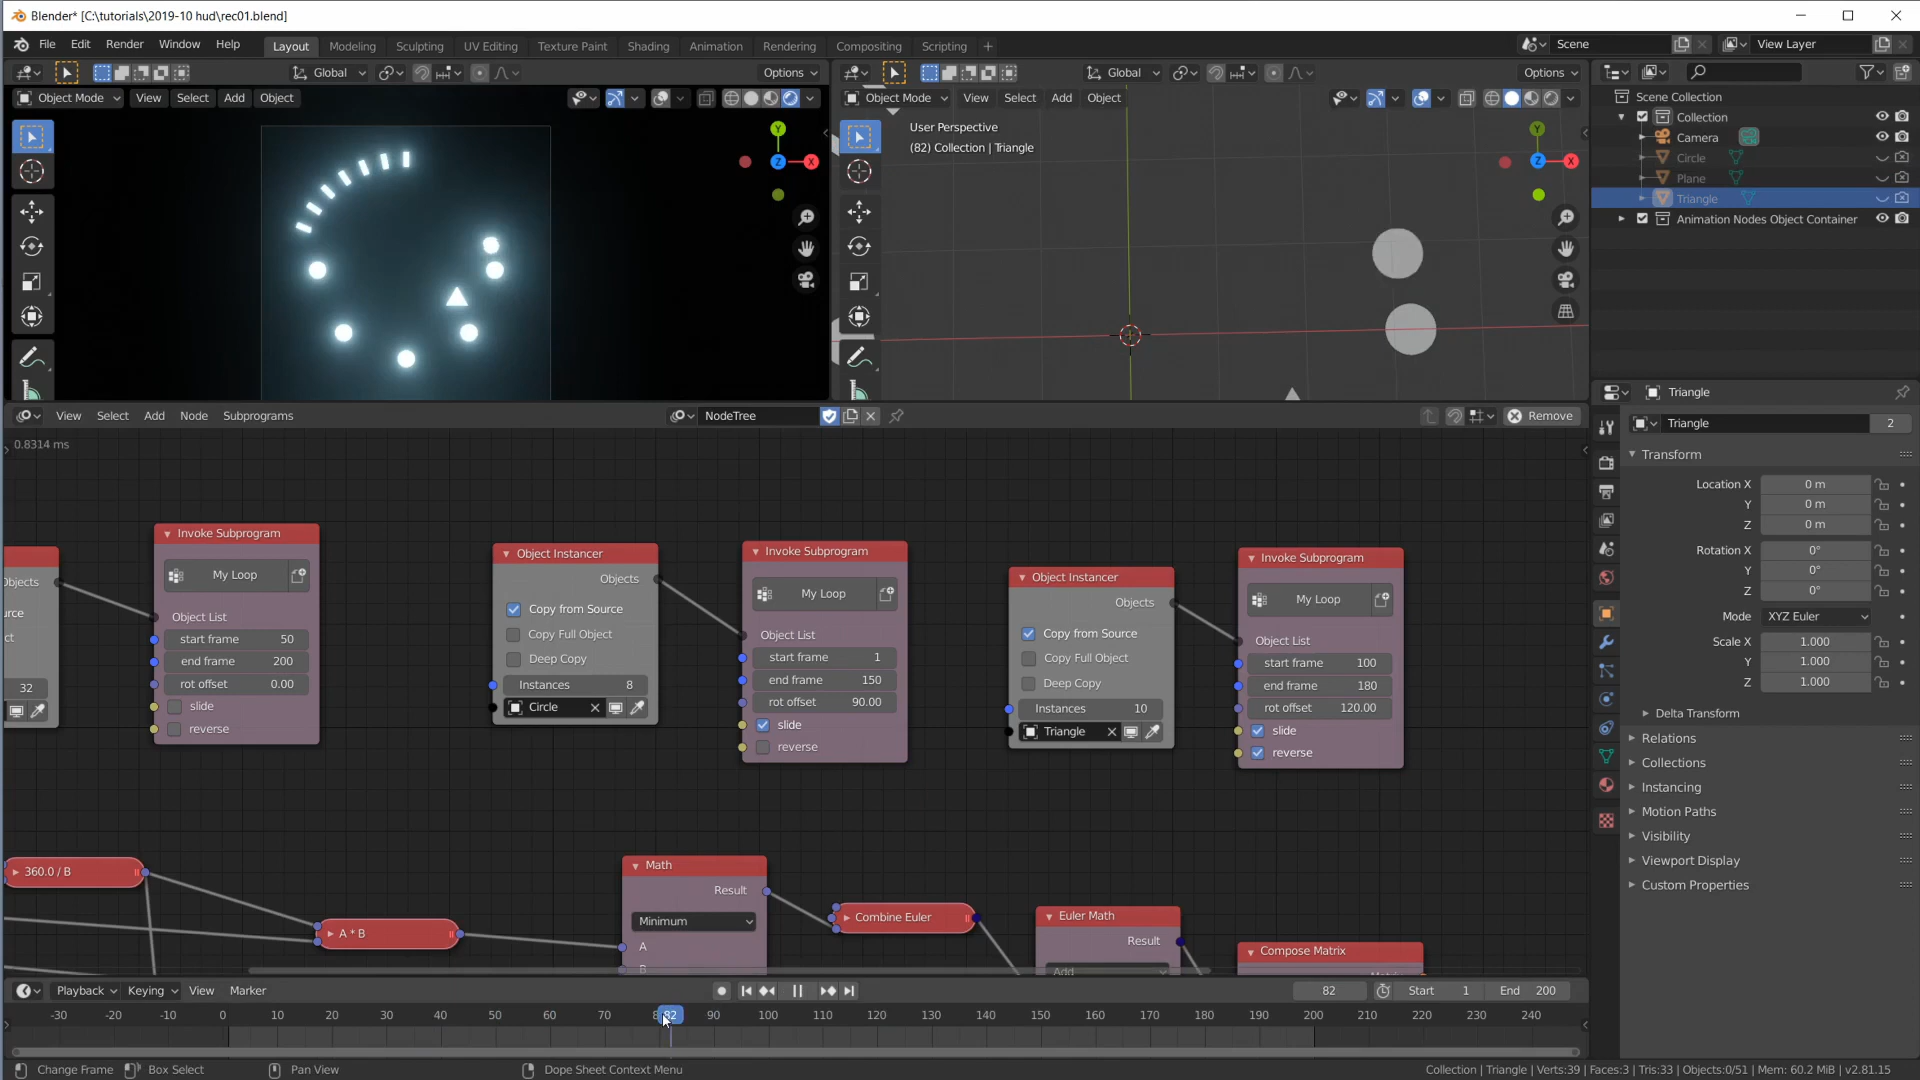 Blender* [C:\tutorials\2019-10 hud\rec01.blend]
File Edit Render Window Help Layout Modeling Sculpting UV Editing Texture Paint Shading Animation Rendering Compositing Scripting + Scene View Layer
Global Options Global Options
Object Mode View Select Add Object Object Mode View Select Add Object
Scene Collection
Collection
Camera
Circle
Plane
Triangle
Animation Nodes Object Container
User Perspective
(82) Collection | Triangle
Y
Z
X
Y
Z
X
View Select Add Node Subprograms NodeTree Remove
0.8314 ms
Objects
32
Invoke Subprogram
My Loop
Object List
start frame 50
end frame 200
rot offset 0.00
slide
reverse
Object Instancer
Objects
Copy from Source
Copy Full Object
Deep Copy
Instances 8
Circle
Invoke Subprogram
My Loop
Object List
start frame 1
end frame 150
rot offset 90.00
slide
reverse
Object Instancer
Objects
Copy from Source
Copy Full Object
Deep Copy
Instances 10
Triangle
Invoke Subprogram
My Loop
Object List
start frame 100
end frame 180
rot offset 120.00
slide
reverse
360.0 / B
A * B
Math
Result
Minimum
A
B
Combine Euler
Euler Math
Result
Add
Compose Matrix
Triangle
Triangle 2
Transform
Location X 0 m
Y 0 m
Z 0 m
Rotation X 0°
Y 0°
Z 0°
Mode XYZ Euler
Scale X 1.000
Y 1.000
Z 1.000
Delta Transform
Relations
Collections
Instancing
Motion Paths
Visibility
Viewport Display
Custom Properties
Playback Keying View Marker 82 Start 1 End 200
-30 -20 -10 0 10 20 30 40 50 60 70 82 90 100 110 120 130 140 150 160 170 180 190 200 210 220 230 240
Change Frame Box Select Pan View Dope Sheet Context Menu Collection | Triangle | Verts:39 | Faces:3 | Tris:33 | Objects:0/51 | Mem: 60.2 MiB | v2.81.15